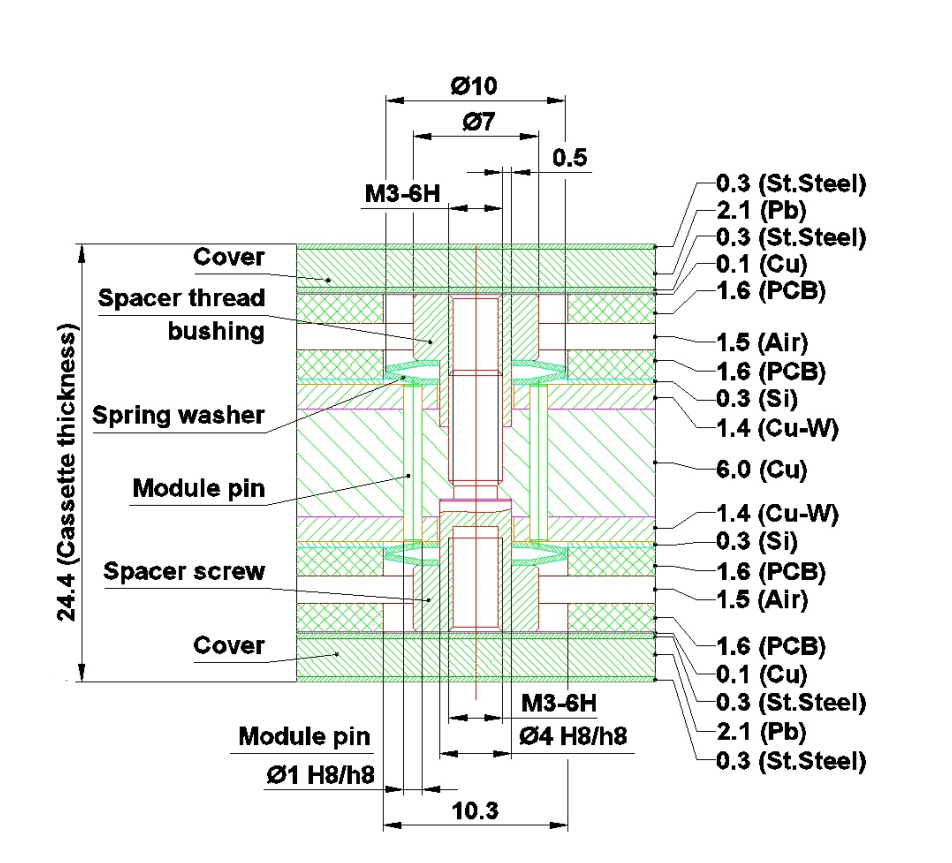 Ø10
Ø7
0.5
M3-6H
0.3 (St.Steel)
2.1 (Pb)
0.3 (St.Steel)
0.1 (Cu)
1.6 (PCB)
1.5 (Air)
1.6 (PCB)
0.3 (Si)
1.4 (Cu-W)
6.0 (Cu)
1.4 (Cu-W)
0.3 (Si)
1.6 (PCB)
1.5 (Air)
1.6 (PCB)
0.1 (Cu)
0.3 (St.Steel)
2.1 (Pb)
0.3 (St.Steel)
Cover
Spacer thread
bushing
Spring washer
Module pin
Spacer screw
Cover
24.4 (Cassette thickness)
M3-6H
Module pin
Ø4 H8/h8
Ø1 H8/h8
10.3